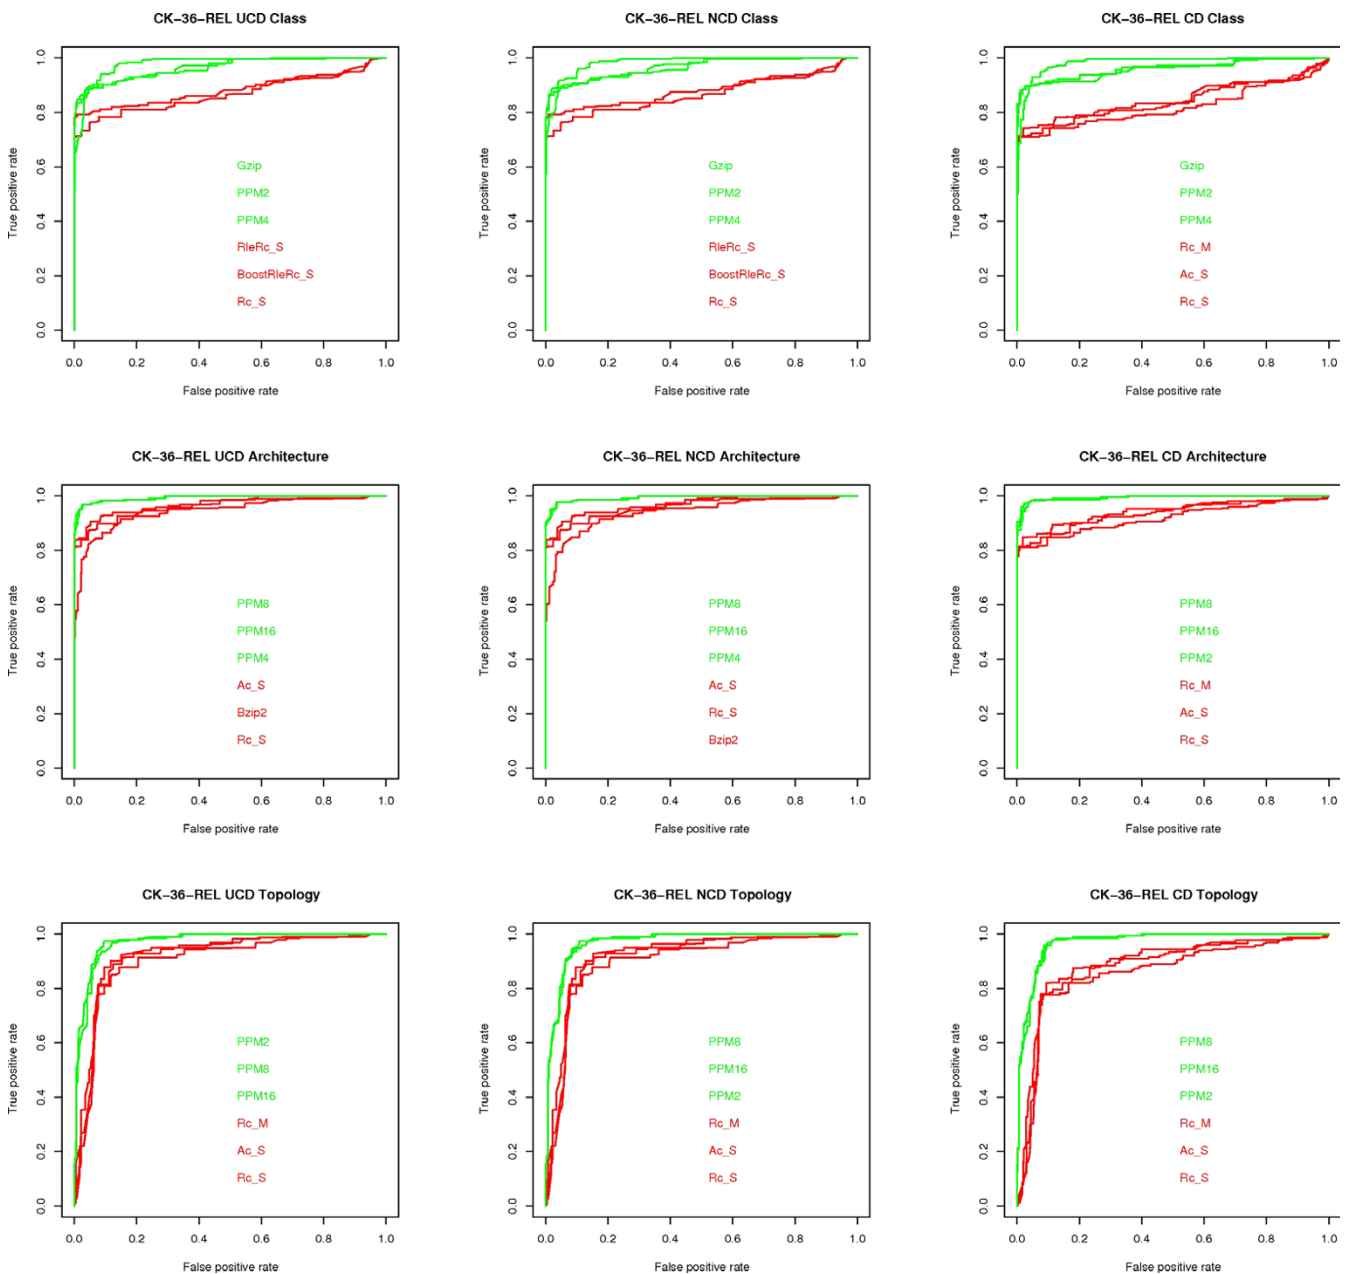 CK-36-REL UCD Class
1.0
0.8
0.6
0.4
0.2
0.0
True positive rate
Gzip
PPM2
PPM4
RleRc_S
BoostRleRc_S
Rc_S
0.0 0.2 0.4 0.6 0.8 1.0
False positive rate
CK-36-REL NCD Class
1.0
0.8
0.6
0.4
0.2
0.0
True positive rate
Gzip
PPM2
PPM4
RleRc_S
BoostRleRc_S
Rc_S
0.0 0.2 0.4 0.6 0.8 1.0
False positive rate
CK-36-REL CD Class
1.0
0.8
0.6
0.4
0.2
0.0
True positive rate
Gzip
PPM2
PPM4
Rc_M
Ac_S
Rc_S
0.0 0.2 0.4 0.6 0.8 1.0
False positive rate
CK-36-REL UCD Architecture
1.0
0.8
0.6
0.4
0.2
0.0
True positive rate
PPM8
PPM16
PPM4
Ac_S
Bzip2
Rc_S
0.0 0.2 0.4 0.6 0.8 1.0
False positive rate
CK-36-REL NCD Architecture
1.0
0.8
0.6
0.4
0.2
0.0
True positive rate
PPM8
PPM16
PPM4
Ac_S
Rc_S
Bzip2
0.0 0.2 0.4 0.6 0.8 1.0
False positive rate
CK-36-REL CD Architecture
1.0
0.8
0.6
0.4
0.2
0.0
True positive rate
PPM8
PPM16
PPM2
Rc_M
Ac_S
Rc_S
0.0 0.2 0.4 0.6 0.8 1.0
False positive rate
CK-36-REL UCD Topology
1.0
0.8
0.6
0.4
0.2
0.0
True positive rate
PPM2
PPM8
PPM16
Rc_M
Ac_S
Rc_S
0.0 0.2 0.4 0.6 0.8 1.0
False positive rate
CK-36-REL NCD Topology
1.0
0.8
0.6
0.4
0.2
0.0
True positive rate
PPM8
PPM16
PPM2
Rc_M
Ac_S
Rc_S
0.0 0.2 0.4 0.6 0.8 1.0
False positive rate
CK-36-REL CD Topology
1.0
0.8
0.6
0.4
0.2
0.0
True positive rate
PPM8
PPM16
PPM2
Rc_M
Ac_S
Rc_S
0.0 0.2 0.4 0.6 0.8 1.0
False positive rate